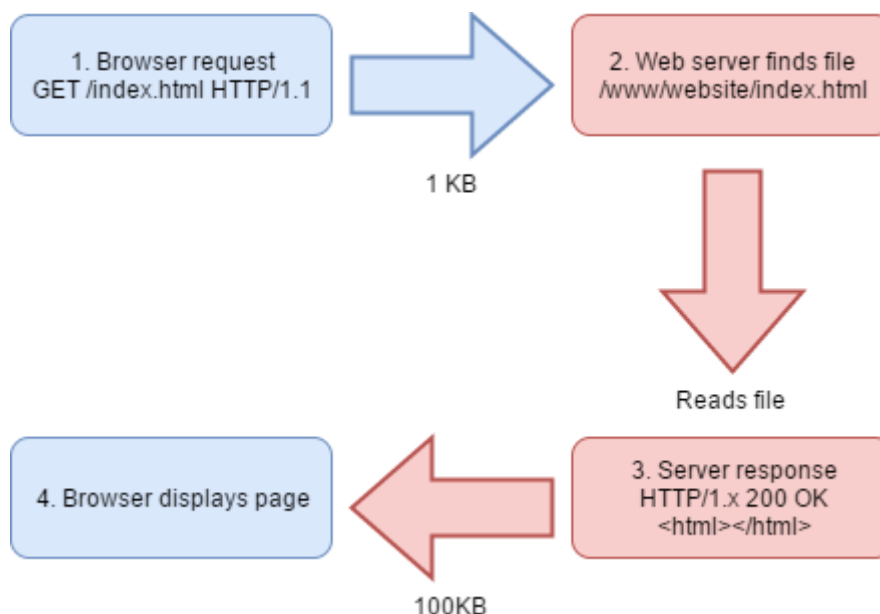 1. Browser request
GET /index.html HTTP/1.1
1 KB
2. Web server finds file
/www/website/index.html
Reads file
3. Server response
HTTP/1.x 200 OK
<html></html>
100KB
4. Browser displays page